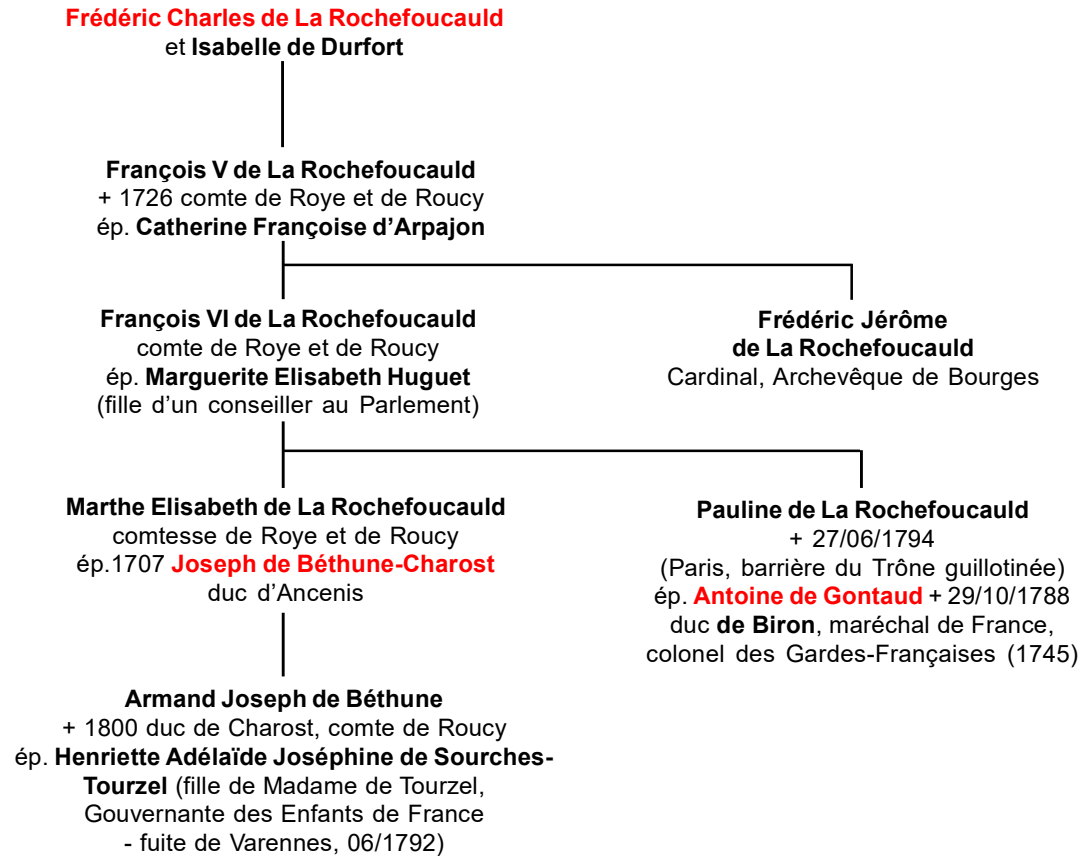 Frédéric Charles de La Rochefoucauld
et Isabelle de Durfort
François V de La Rochefoucauld
+ 1726 comte de Roye et de Roucy
ép. Catherine Françoise d’Arpajon
François VI de La Rochefoucauld
comte de Roye et de Roucy
ép. Marguerite Elisabeth Huguet
(fille d’un conseiller au Parlement)
Frédéric Jérôme
de La Rochefoucauld
Cardinal, Archevêque de Bourges
Marthe Elisabeth de La Rochefoucauld
comtesse de Roye et de Roucy
ép.1707 Joseph de Béthune-Charost
duc d’Ancenis
Pauline de La Rochefoucauld
+ 27/06/1794
(Paris, barrière du Trône guillotinée)
ép. Antoine de Gontaud + 29/10/1788
duc de Biron, maréchal de France,
colonel des Gardes-Françaises (1745)
Armand Joseph de Béthune
+ 1800 duc de Charost, comte de Roucy
ép. Henriette Adélaïde Joséphine de Sourches-
Tourzel (fille de Madame de Tourzel,
Gouvernante des Enfants de France
- fuite de Varennes, 06/1792)